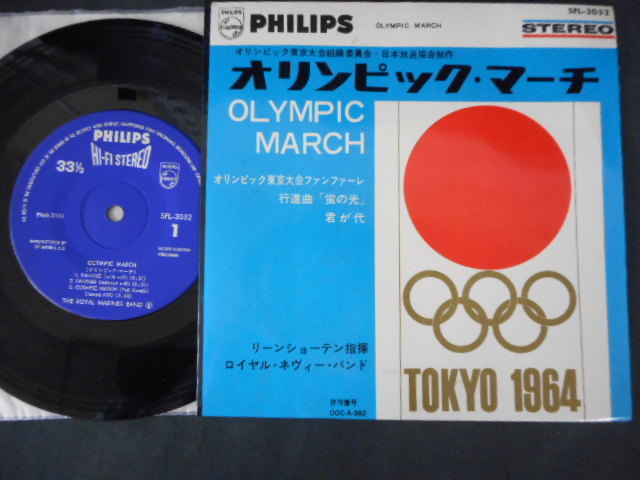 PHILIPS
OLYMPIC MARCH
SFL-3052
STEREO
オリンピック東京大会組織委員会・日本放送協会制作
オリンピック・マーチ
OLYMPIC
MARCH
オリンピック東京大会ファンファーレ
行進曲「蛍の光」
君が代
リーンショーテン指揮
ロイヤル・ネヴィー・バンド
許可番号
OOC-A-382
TOKYO 1964
PHILIPS
HI-FI STEREO
33⅓
SFL-3052
1
OLYMPIC MARCH
(オリンピック・マーチ)
THE ROYAL MARINES BAND